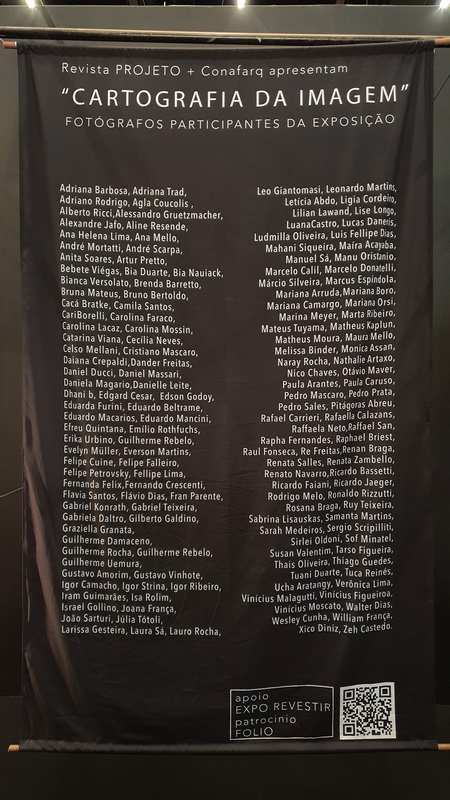 Revista PROJETO + Conafarq apresentam
“CARTOGRAFIA DA IMAGEM”
FOTÓGRAFOS PARTICIPANTES DA EXPOSIÇÃO
Adriana Barbosa, Adriana Trad,
Adriano Rodrigo, Agla Coucolis ,
Alberto Ricci,Alessandro Gruetzmacher,
Alexandre Jafo, Aline Resende,
Ana Helena Lima, Ana Mello,
André Mortatti, André Scarpa,
Anita Soares, Artur Pretto,
Bebete Viégas, Bia Duarte, Bia Nauiack,
Bianca Versolato, Brenda Barretto,
Bruna Mateus, Bruno Bertoldo,
Cacá Bratke, Camila Santos,
CariBorelli, Carolina Faraco,
Carolina Lacaz, Carolina Mossin,
Catarina Viana, Cecília Neves,
Celso Mellani, Cristiano Mascaro,
Daiana Crepaldi,Dander Freitas,
Daniel Ducci, Daniel Massari,
Daniela Magario,Danielle Leite,
Dhani b, Edgard Cesar, Edson Godoy,
Eduarda Furini, Eduardo Beltrame,
Eduardo Macarios, Eduardo Mancini,
Efreu Quintana, Emílio Rothfuchs,
Erika Urbino, Guilherme Rebelo,
Evelyn Müller, Everson Martins,
Felipe Cuine, Felipe Falleiro,
Felipe Petrovsky, Fellipe Lima,
Fernanda Felix,Fernando Crescenti,
Flavia Santos, Flávio Dias, Fran Parente,
Gabriel Konrath, Gabriel Teixeira,
Gabriela Daltro, Gilberto Galdino,
Graziella Granata,
Guilherme Damaceno,
Guilherme Rocha, Guilherme Rebelo,
Guilherme Uemura,
Gustavo Amorim, Gustavo Vinhote,
Igor Camacho, Igor Strina, Igor Ribeiro,
Iram Guimarães, Isa Rolim,
Israel Gollino, Joana França,
João Sarturi, Júlia Tótoli,
Larissa Gesteira, Laura Sá, Lauro Rocha,
Leo Giantomasi, Leonardo Martins,
Letícia Abdo, Ligia Cordeiro,
Lilian Lawand, Lise Longo,
LuanaCastro, Lucas Daneris,
Ludmilla Oliveira, Luis Fellipe Dias,
Mahani Siqueira, Maíra Acayaba,
Manuel Sá, Manu Oristanio,
Marcelo Calil, Marcelo Donatelli,
Márcio Silveira, Marcus Espíndola,
Mariana Arruda,Mariana Boro,
Mariana Camargo, Mariana Orsi,
Marina Meyer, Marta Ribeiro,
Mateus Tuyama, Matheus Kaplun,
Matheus Moura, Maura Mello,
Melissa Binder, Monica Assan,
Naray Rocha, Nathalie Artaxo,
Nico Chaves, Otávio Maver,
Paula Arantes, Paula Caruso,
Pedro Mascaro, Pedro Prata,
Pedro Sales, Pitágoras Abreu,
Rafael Carrieri, Rafaella Calazans,
Raffaela Neto,Raffael San,
Rapha Fernandes, Raphael Briest,
Raul Fonseca, Re Freitas,Renan Braga,
Renata Salles, Renata Zambello,
Renato Navarro,Ricardo Bassetti,
Ricardo Faiani, Ricardo Jaeger,
Rodrigo Melo, Ronaldo Rizzutti,
Rosana Braga, Ruy Teixeira,
Sabrina Lisauskas, Samanta Martins,
Sarah Medeiros, Sergio Scripilliti,
Sirlei Oldoni, Sof Minatel,
Susan Valentim, Tarso Figueira,
Thais Oliveira, Thiago Guedes,
Tuani Duarte, Tuca Reinés,
Ucha Aratangy, Verônica Lima,
Vinícius Malagutti, Vinícius Figueiroa,
Vinícius Moscato, Walter Dias,
Wesley Cunha, William França,
Xico Diniz, Zeh Castedo.
apoio
EXPO REVESTIR
patrocínio
FOLIO